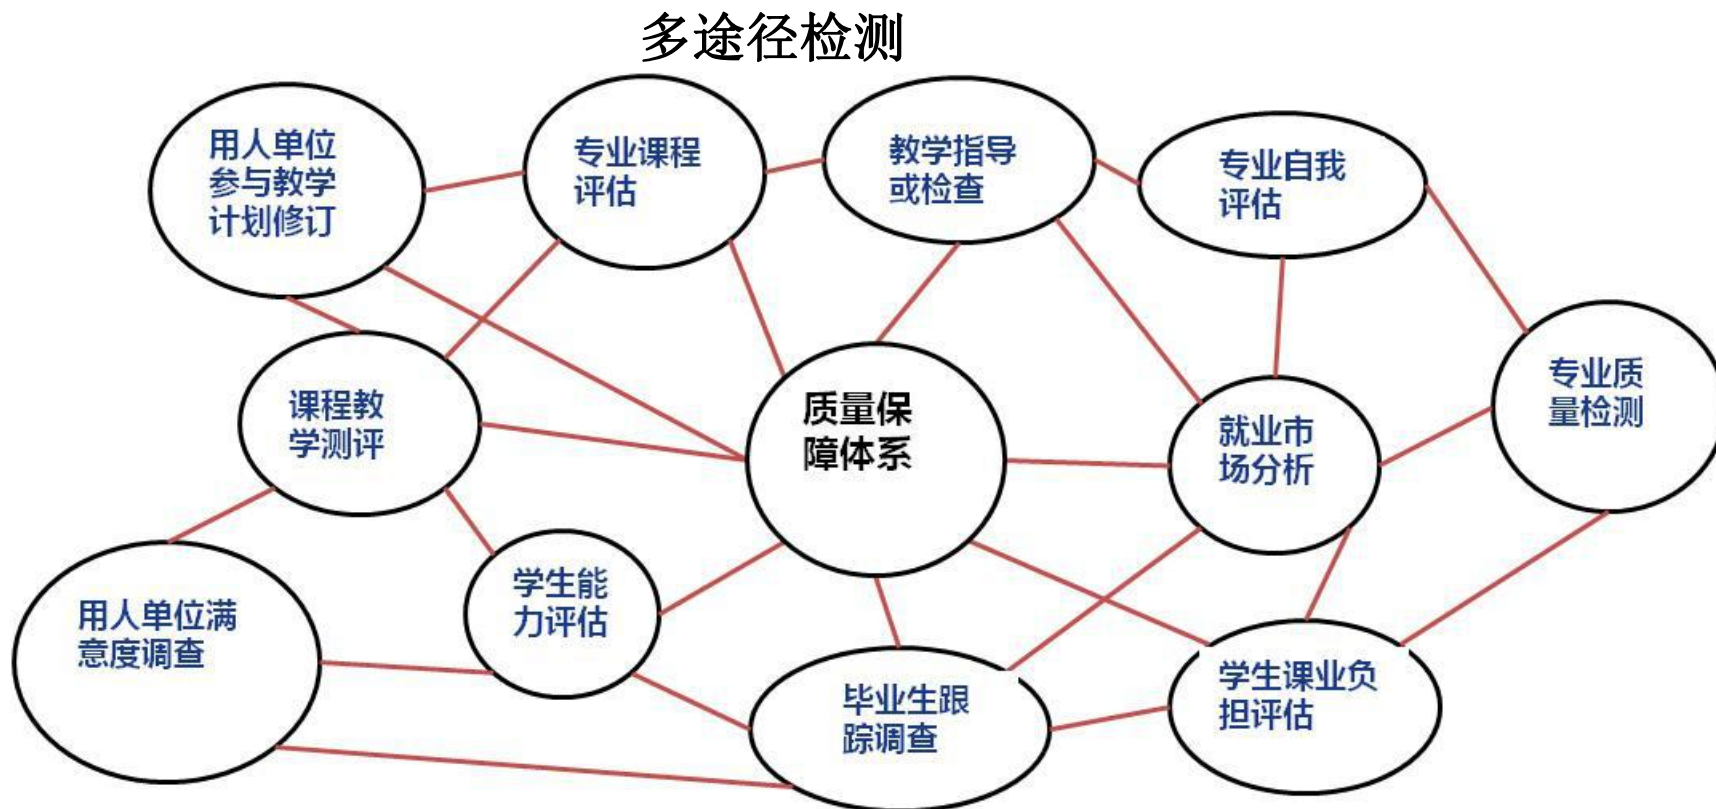 多途径检测
用人单位
参与教学
计划修订
专业课程
评估
教学指导
或检查
专业自我
评估
课程教
学测评
质量保
障体系
就业市
场分析
专业质
量检测
用人单位满
意度调查
学生能
力评估
毕业生跟
踪调查
学生课业负
担评估